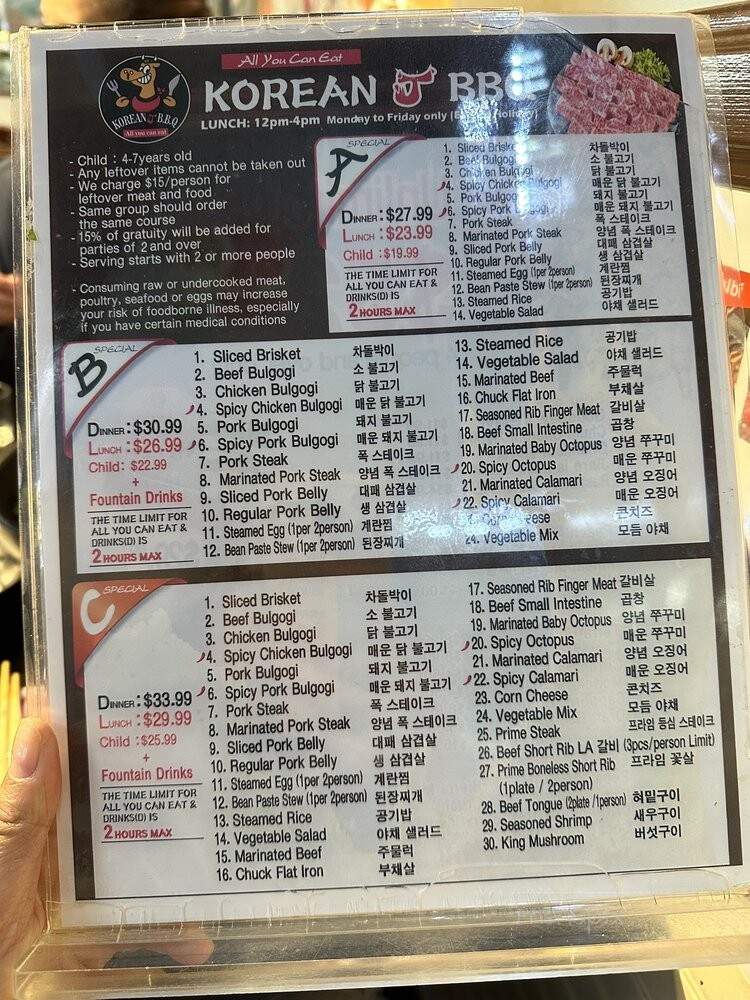 All You Can Eat
KOREAN BBQ
LUNCH: 12pm-4pm Monday to Friday only
KOREAN B.B.Q
All you can eat
- Child : 4-7years old
- Any leftover items cannot be taken out
- We charge $15/person for
leftover meat and food
- Same group should order
the same course
- 15% of gratuity will be added for
parties of 2 and over
- Serving starts with 2 or more people
- Consuming raw or undercooked meat,
poultry, seafood or eggs may increase
your risk of foodborne illness, especially
if you have certain medical conditions
A SPECIAL
DINNER : $27.99
LUNCH : $23.99
Child : $19.99
THE TIME LIMIT FOR
ALL YOU CAN EAT &
DRINKS(D) IS
2 HOURS MAX
1. Sliced Brisket 차돌박이
2. Beef Bulgogi 소 불고기
3. Chicken Bulgogi 닭 불고기
4. Spicy Chicken Bulgogi 매운 닭 불고기
5. Pork Bulgogi 돼지 불고기
6. Spicy Pork Bulgogi 매운 돼지 불고기
7. Pork Steak 폭 스테이크
8. Marinated Pork Steak 양념 폭 스테이크
9. Sliced Pork Belly 대패 삼겹살
10. Regular Pork Belly 생 삼겹살
11. Steamed Egg (1per 2person) 계란찜
12. Bean Paste Stew (1per 2person) 된장찌개
13. Steamed Rice 공기밥
14. Vegetable Salad 야채 샐러드
B SPECIAL
DINNER : $30.99
LUNCH : $26.99
Child: $22.99
+
Fountain Drinks
THE TIME LIMIT FOR
ALL YOU CAN EAT &
DRINKS(D) IS
2 HOURS MAX
1. Sliced Brisket 차돌박이
2. Beef Bulgogi 소 불고기
3. Chicken Bulgogi 닭 불고기
4. Spicy Chicken Bulgogi 매운 닭 불고기
5. Pork Bulgogi 돼지 불고기
6. Spicy Pork Bulgogi 매운 돼지 불고기
7. Pork Steak 폭 스테이크
8. Marinated Pork Steak 양념 폭 스테이크
9. Sliced Pork Belly 대패 삼겹살
10. Regular Pork Belly 생 삼겹살
11. Steamed Egg (1per 2person) 계란찜
12. Bean Paste Stew (1per 2person) 된장찌개
13. Steamed Rice 공기밥
14. Vegetable Salad 야채 샐러드
15. Marinated Beef 주물럭
16. Chuck Flat Iron 부채살
17. Seasoned Rib Finger Meat 갈비살
18. Beef Small Intestine 곱창
19. Marinated Baby Octopus 양념 쭈꾸미
20. Spicy Octopus 매운 쭈꾸미
21. Marinated Calamari 양념 오징어
22. Spicy Calamari 매운 오징어
콘치즈
24. Vegetable Mix 모듬 야채
C SPECIAL
DINNER : $33.99
LUNCH : $29.99
Child : $25.99
+
Fountain Drinks
THE TIME LIMIT FOR
ALL YOU CAN EAT &
DRINKS(D) IS
2 HOURS MAX
1. Sliced Brisket 차돌박이
2. Beef Bulgogi 소 불고기
3. Chicken Bulgogi 닭 불고기
4. Spicy Chicken Bulgogi 매운 닭 불고기
5. Pork Bulgogi 돼지 불고기
6. Spicy Pork Bulgogi 매운 돼지 불고기
7. Pork Steak 폭 스테이크
8. Marinated Pork Steak 양념 폭 스테이크
9. Sliced Pork Belly 대패 삼겹살
10. Regular Pork Belly 생 삼겹살
11. Steamed Egg (1per 2person) 계란찜
12. Bean Paste Stew (1per 2person) 된장찌개
13. Steamed Rice 공기밥
14. Vegetable Salad 야채 샐러드
15. Marinated Beef 주물럭
16. Chuck Flat Iron 부채살
17. Seasoned Rib Finger Meat 갈비살
18. Beef Small Intestine 곱창
19. Marinated Baby Octopus 양념 쭈꾸미
20. Spicy Octopus 매운 쭈꾸미
21. Marinated Calamari 양념 오징어
22. Spicy Calamari 매운 오징어
23. Corn Cheese 콘치즈
24. Vegetable Mix 모듬 야채
25. Prime Steak 프라임 등심 스테이크
26. Beef Short Rib LA 갈비 (3pcs/person Limit)
27. Prime Boneless Short Rib 프라임 꽃살
(1plate / 2person)
28. Beef Tongue (2plate /1person) 혀밑구이
29. Seasoned Shrimp 새우구이
30. King Mushroom 버섯구이